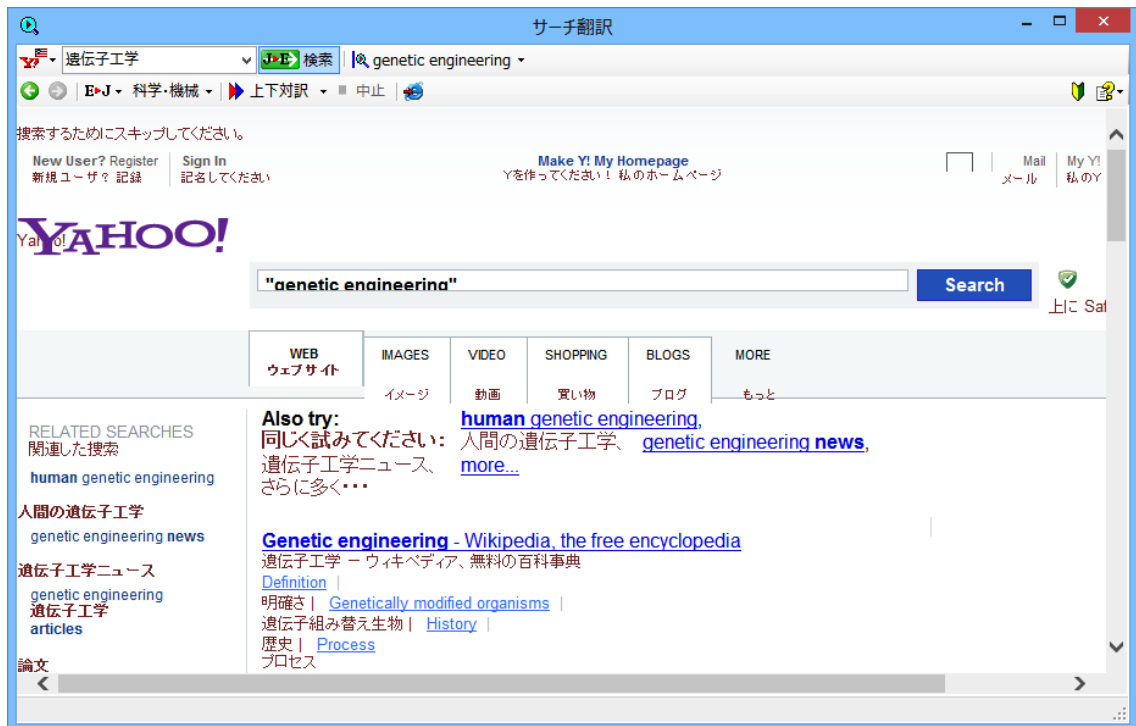 サーチ翻訳
遺伝子工学 J▸E 検索 genetic engineering
E▸J 科学・機械 上下対訳 中止
捜索するためにスキップしてください。
New User? Register Sign In Make Y! My Homepage Mail My Y!
新規ユーザ? 記録 記名してください Yを作ってください! 私のホームページ メール 私のY
Yahoo!
YAHOO!
"genetic engineering" Search
上に Saf
WEB IMAGES VIDEO SHOPPING BLOGS MORE
ウェブサイト
イメージ 動画 買い物 ブログ もっと
RELATED SEARCHES
関連した捜索
human genetic engineering
人間の遺伝子工学
genetic engineering news
遺伝子工学ニュース
genetic engineering
遺伝子工学
articles
論文
Also try: human genetic engineering,
同じく試みてください: 人間の遺伝子工学、 genetic engineering news,
遺伝子工学ニュース、 more...
さらに多く・・・
Genetic engineering - Wikipedia, the free encyclopedia
遺伝子工学 － ウィキペディア、無料の百科事典
Definition |
明確さ | Genetically modified organisms |
遺伝子組み替え生物 | History |
歴史 | Process
プロセス